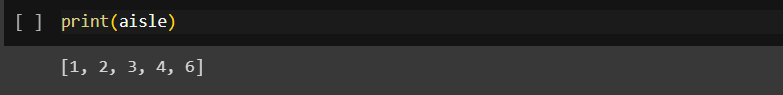 [ ] print(aisle)
[1, 2, 3, 4, 6]